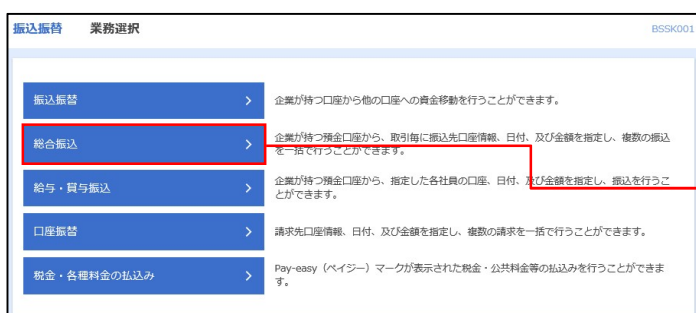 振込振替 業務選択 BSSK001
振込振替
企業が持つ口座から他の口座への資金移動を行うことができます。
総合振込
企業が持つ預金口座から、取引毎に振込先口座情報、日付、及び金額を指定し、複数の振込
を一括で行うことができます。
給与・賞与振込
企業が持つ預金口座から、指定した各社員の口座、日付、及び金額を指定し、振込を行うこ
とができます。
口座振替
請求先口座情報、日付、及び金額を指定し、複数の請求を一括で行うことができます。
税金・各種料金の払込み
Pay-easy（ペイジー）マークが表示された税金・公共料金等の払込みを行うことができま
す。